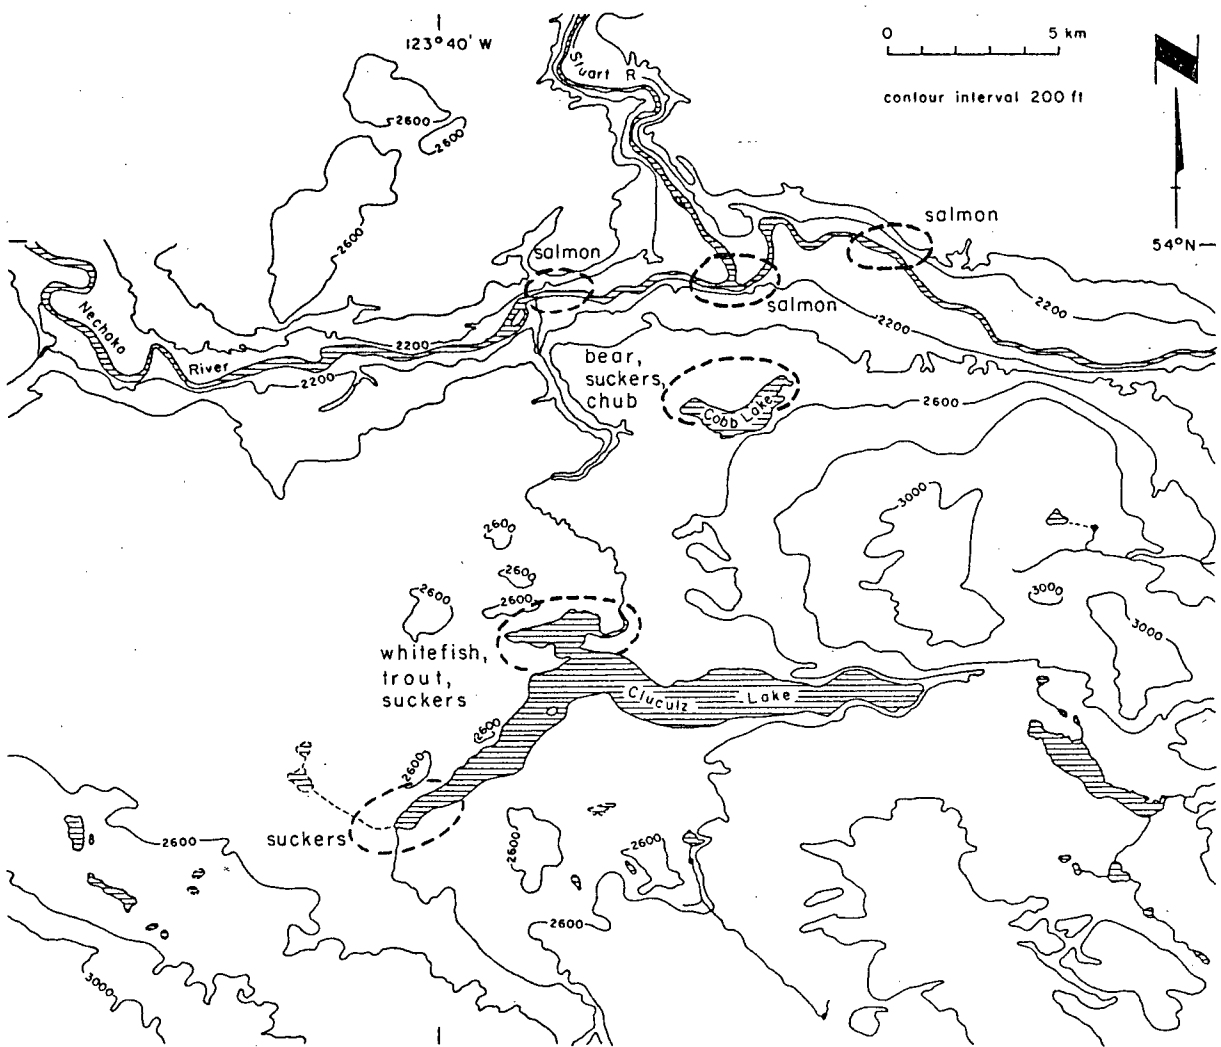 123°40' W
0 5 km
contour interval 200 ft
Stuart R
2600
2600
2600
salmon
54°N
salmon
salmon
Nechako
River
2200
2200
2200
2200
bear,
suckers,
chub
Cobb Lake
2600
3000
2600
2600
2600
2600
3000
3000
whitefish,
trout,
suckers
Cluculz Lake
2600
2600
suckers
2600
2600
2600
2600
3000